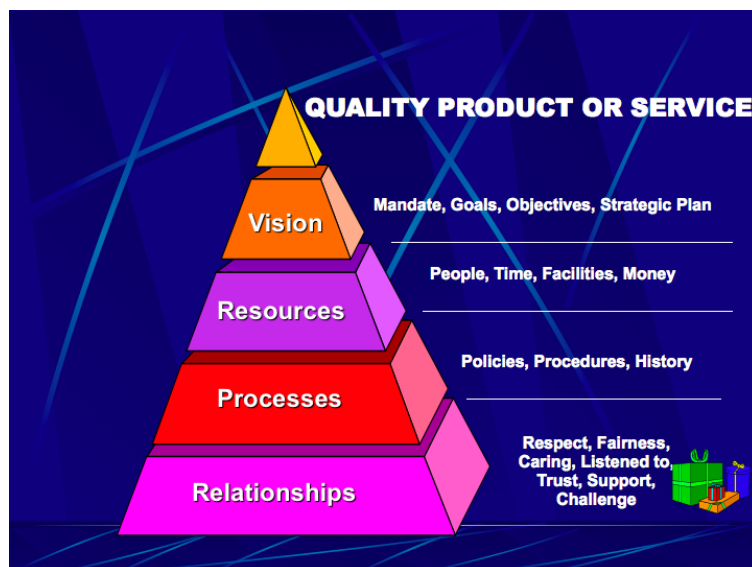 QUALITY PRODUCT OR SERVICE
Vision
Mandate, Goals, Objectives, Strategic Plan
Resources
People, Time, Facilities, Money
Processes
Policies, Procedures, History
Relationships
Respect, Fairness,
Caring, Listened to,
Trust, Support,
Challenge